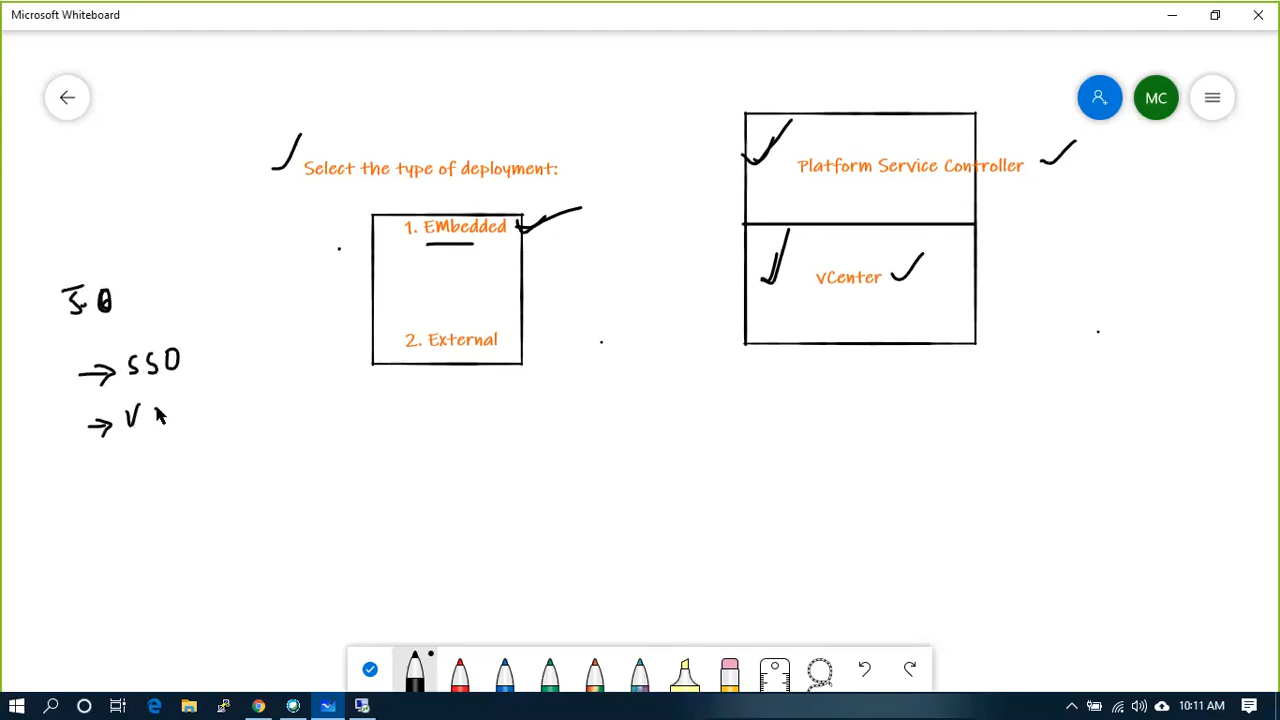 Microsoft Whiteboard
MC
Select the type of deployment:
1. EMbedded
2. External
Platform Service Controller
vCenter
→ SSO
→ V
10:11 AM